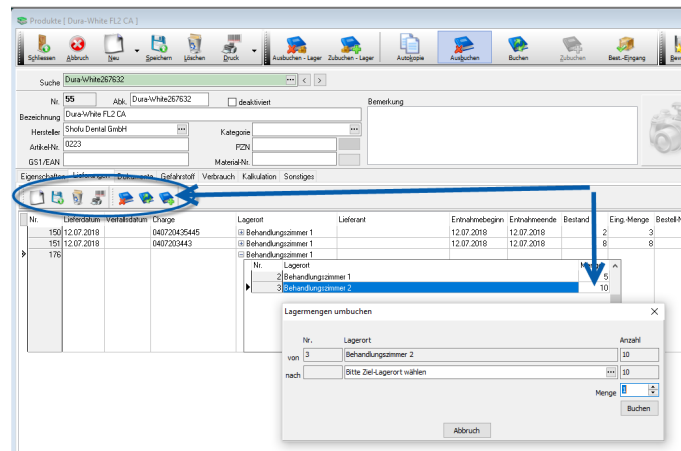 Produkte [ Dura-White FL2 CA ]
Schliessen Abbruch Neu Speichern Löschen Druck Ausbuchen - Lager Zubuchen - Lager Autokopie Ausbuchen Buchen Zubuchen Best.-Eingang Bew
Suche Dura-White267632 ... < >
Nr. 55 Abk. Dura-White267632 deaktiviert Bemerkung
Bezeichnung Dura-White FL2 CA
Hersteller Shofu Dental GmbH ... Kategorie ...
Artikel-Nr. 0223 PZN
GS1/EAN Material-Nr.
Eigenschaften Lieferungen Dokumente Gefahrstoff Verbrauch Kalkulation Sonstiges
Nr. Lieferdatum Verfallsdatum Charge Lagerort Lieferant Entnahmebeginn Entnahmeende Bestand Eing.-Menge Bestell-N
150 12.07.2018 040720435445 Behandlungszimmer 1 12.07.2018 12.07.2018 2 3
151 12.07.2018 0407203443 Behandlungszimmer 1 12.07.2018 12.07.2018 8 8
176 Behandlungszimmer 1
Nr. Lagerort Menge
2 Behandlungszimmer 1 5
3 Behandlungszimmer 2 10
Lagermengen umbuchen
Nr. Lagerort Anzahl
von 3 Behandlungszimmer 2 10
nach Bitte Ziel-Lagerort wählen ... 10
Menge 1
Buchen
Abbruch